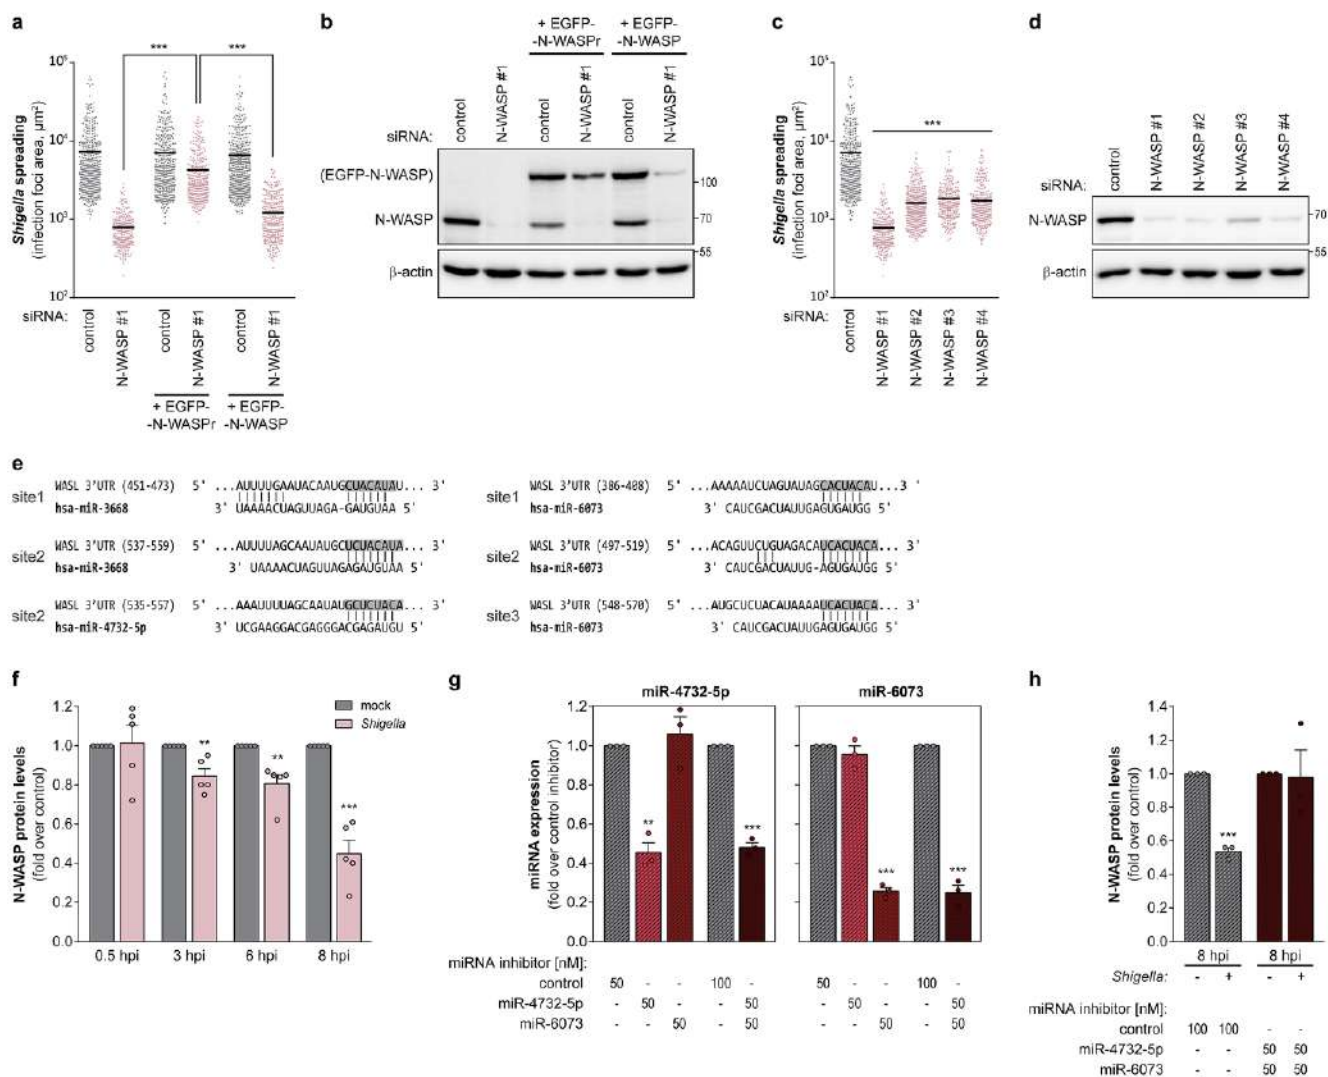 a
***
***
Shigella spreading
(infection foci area, µm²)
10⁵
10⁴
10³
10²
siRNA:
control
N-WASP #1
control
N-WASP #1
control
N-WASP #1
+ EGFP-
-N-WASPr
+ EGFP-
-N-WASP
b
+ EGFP-
-N-WASPr
+ EGFP-
-N-WASP
siRNA:
control
N-WASP #1
control
N-WASP #1
control
N-WASP #1
(EGFP-N-WASP)
N-WASP
β-actin
100
70
55
c
***
Shigella spreading
(infection foci area, µm²)
10⁵
10⁴
10³
10²
siRNA:
control
N-WASP #1
N-WASP #2
N-WASP #3
N-WASP #4
d
siRNA:
control
N-WASP #1
N-WASP #2
N-WASP #3
N-WASP #4
N-WASP
β-actin
70
55
e
site1
WASL 3'UTR (451-473) 5' ...AUUUUGAAUACAAUGCUACAUAU... 3'
hsa-miR-3668 3' UAAAACUAGUUAGA-GAUGUAA 5'
site2
WASL 3'UTR (537-559) 5' ...AUUUUAGCAAUAUGCUCUACAUA... 3'
hsa-miR-3668 3' UAAAACUAGUUAGAGAUGUAA 5'
site2
WASL 3'UTR (535-557) 5' ...AAAUUUUAGCAAUAUGCUCUACA... 3'
hsa-miR-4732-5p 3' UCGAAGGACGAGGGACGAGAUGU 5'
site1
WASL 3'UTR (386-408) 5' ...AAAAAUCUAGUAUAGCACUACAU...3'
hsa-miR-6073 3' CAUCGACUAUUGAGUGAUGG 5'
site2
WASL 3'UTR (497-519) 5' ...ACAGUUCUGUAGACAUCACUACA... 3'
hsa-miR-6073 3' CAUCGACUAUUG-AGUGAUGG 5'
site3
WASL 3'UTR (548-570) 5' ...AUGCUCUACAUAAAAUCACUACA... 3'
hsa-miR-6073 3' CAUCGACUAUUGAGUGAUGG 5'
f
N-WASP protein levels
(fold over control)
1.2
1.0
0.8
0.6
0.4
0.2
0.0
mock
Shigella
**
**
***
0.5 hpi 3 hpi 6 hpi 8 hpi
g
miR-4732-5p miR-6073
miRNA expression
(fold over control inhibitor)
1.2
1.0
0.8
0.6
0.4
0.2
0.0
**
***
***
***
miRNA inhibitor [nM]:
control 50 - - 100 - 50 - - 100 -
miR-4732-5p - 50 - - 50 - 50 - - 50
miR-6073 - - 50 - 50 - - 50 - 50
h
N-WASP protein levels
(fold over control)
1.4
1.2
1.0
0.8
0.6
0.4
0.2
0.0
***
8 hpi 8 hpi
Shigella: - + - +
miRNA inhibitor [nM]:
control 100 100 - -
miR-4732-5p - - 50 50
miR-6073 - - 50 50